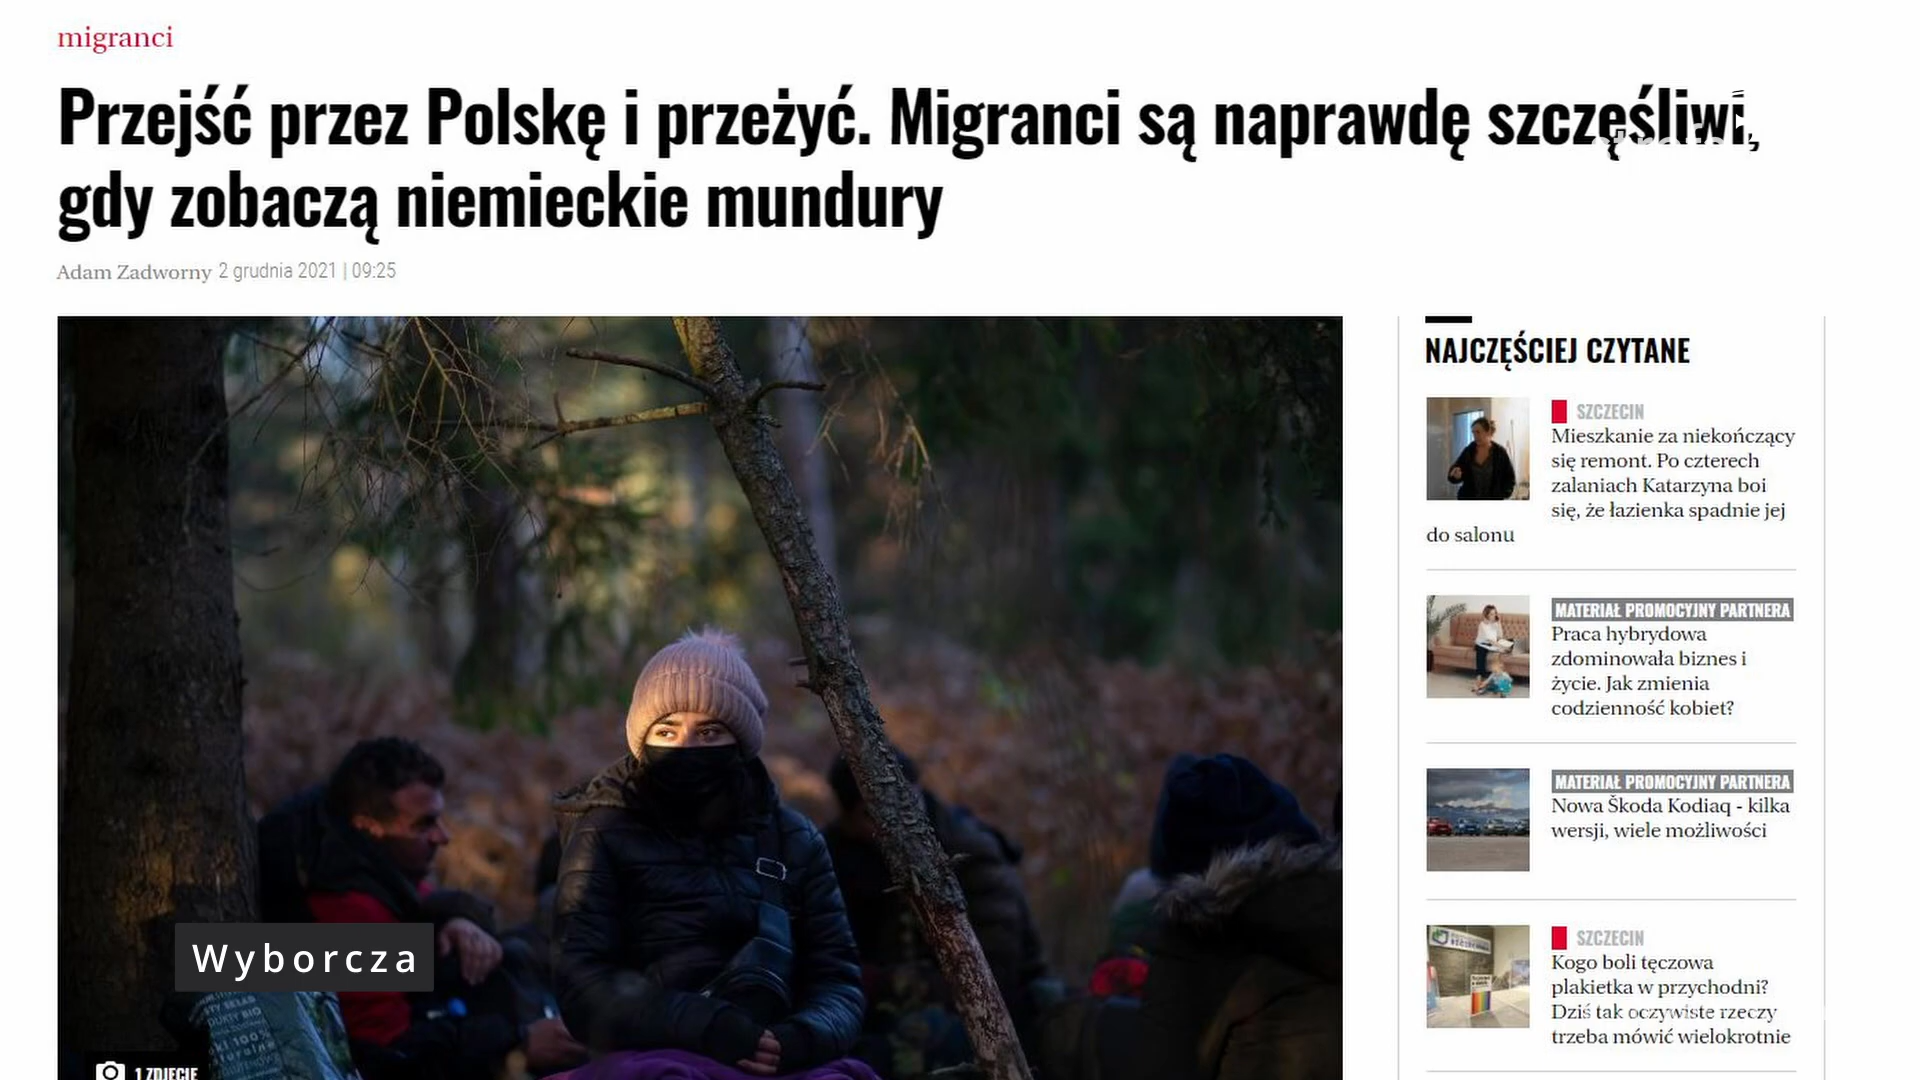 migranci
Przejść przez Polskę i przeżyć. Migranci są naprawdę szczęśliwi,
gdy zobaczą niemieckie mundury
Adam Zadworny 2 grudnia 2021 | 09:25
NAJCZĘŚCIEJ CZYTANE
SZCZECIN
Mieszkanie za niekończący
się remont. Po czterech
zalaniach Katarzyna boi
się, że łazienka spadnie jej
do salonu
MATERIAŁ PROMOCYJNY PARTNERA
Praca hybrydowa
zdominowała biznes i
życie. Jak zmienia
codzienność kobiet?
MATERIAŁ PROMOCYJNY PARTNERA
Nowa Škoda Kodiaq - kilka
wersji, wiele możliwości
SZCZECIN
Kogo boli tęczowa
plakietka w przychodni?
Dziś tak oczywiste rzeczy
trzeba mówić wielokrotnie
Wyborcza
1 ZDJĘCIE